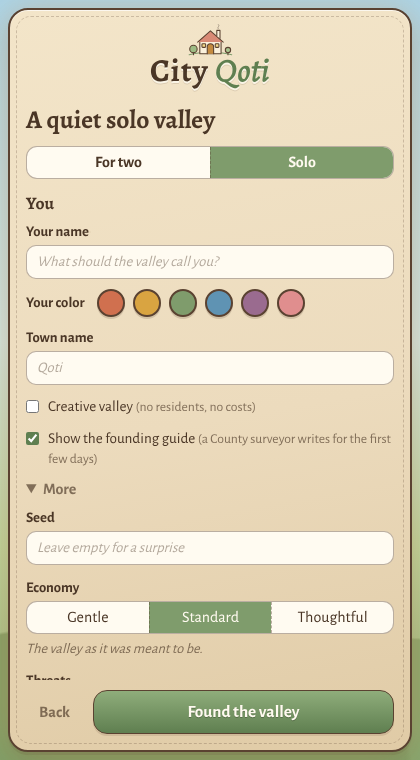 City Qoti
A quiet solo valley
For two
Solo
You
Your name
What should the valley call you?
Your color
Town name
Qoti
Creative valley (no residents, no costs)
Show the founding guide (a County surveyor writes for the first
few days)
▼ More
Seed
Leave empty for a surprise
Economy
Gentle
Standard
Thoughtful
The valley as it was meant to be.
Threats
Back
Found the valley